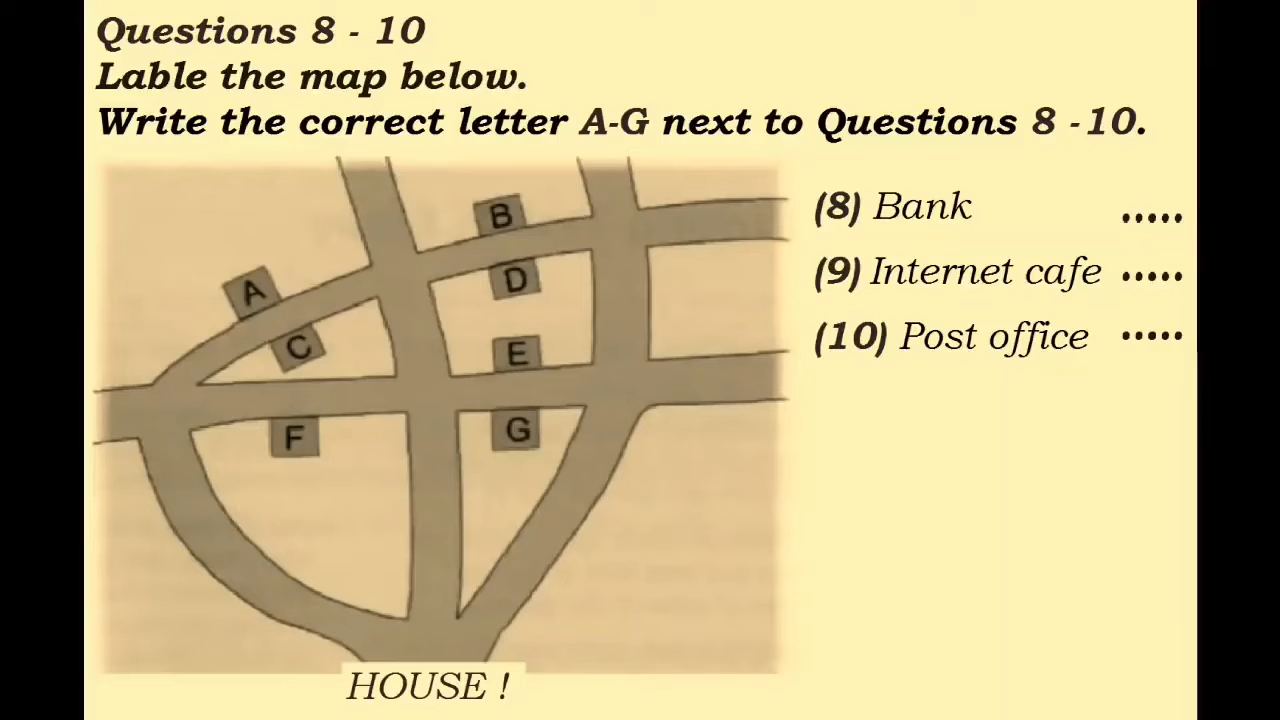 Questions 8 - 10
Lable the map below.
Write the correct letter A-G next to Questions 8 -10.
(8) Bank .....
(9) Internet cafe .....
(10) Post office .....
B
A
D
C
E
F
G
HOUSE !